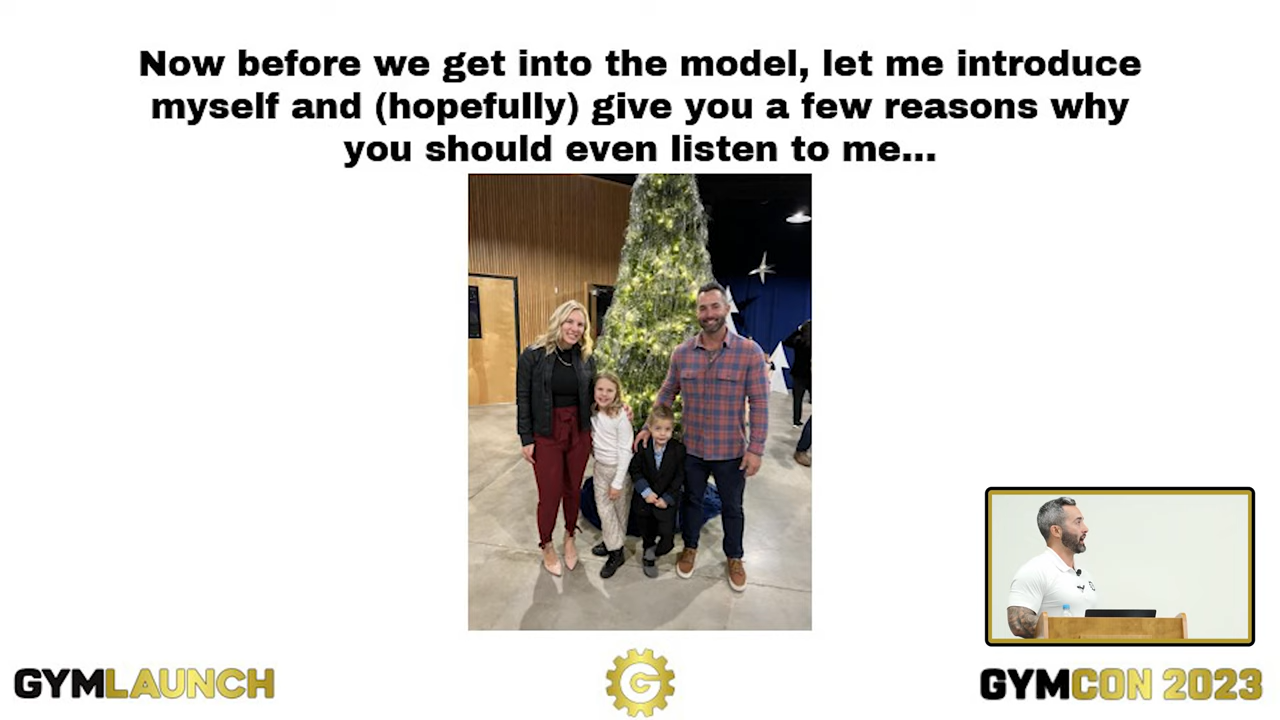 Now before we get into the model, let me introduce
myself and (hopefully) give you a few reasons why
you should even listen to me...
GYMLAUNCH
G
GYMCON 2023